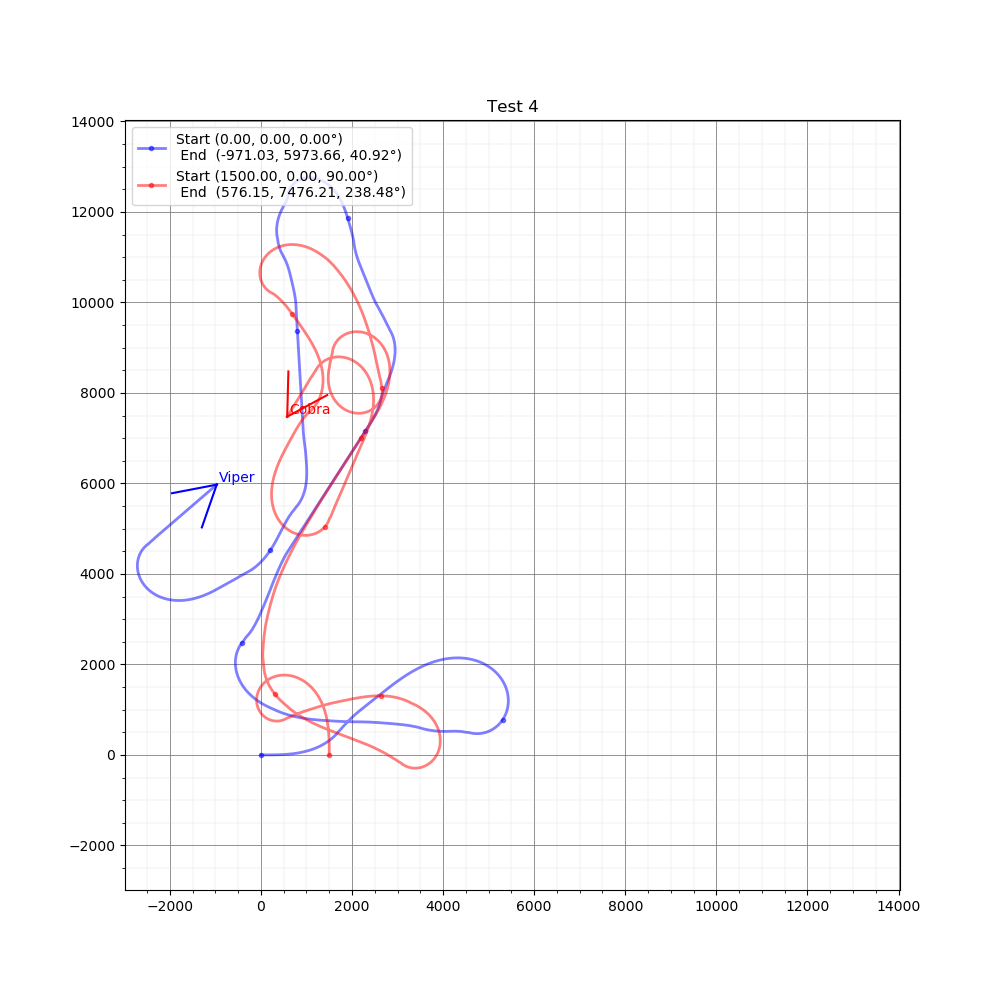 Test 4
Start (0.00, 0.00, 0.00°)
End  (-971.03, 5973.66, 40.92°)
Start (1500.00, 0.00, 90.00°)
End  (576.15, 7476.21, 238.48°)
14000
12000
10000
8000
6000
4000
2000
0
−2000
Cobra
Viper
−2000 0 2000 4000 6000 8000 10000 12000 14000